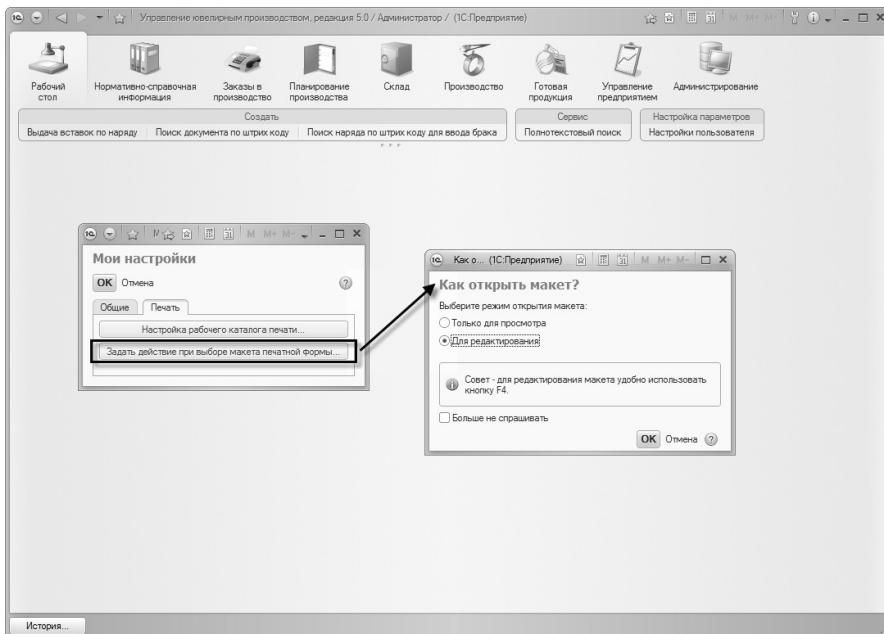 Управление ювелирным производством, редакция 5.0 / Администратор / (1С:Предприятие)
M M+ M-
Рабочий стол
Нормативно-справочная информация
Заказы в производство
Планирование производства
Склад
Производство
Готовая продукция
Управление предприятием
Администрирование
Создать
Выдача вставок по наряду Поиск документа по штрих коду Поиск наряда по штрих коду для ввода брака
Сервис
Полнотекстовый поиск
Настройка параметров
Настройки пользователя
M M+ M-
Мои настройки
OK Отмена ?
Общие Печать
Настройка рабочего каталога печати...
Задать действие при выборе макета печатной формы...
Как о... (1С:Предприятие) M M+ M-
Как открыть макет?
Выберите режим открытия макета:
Только для просмотра
Для редактирования
Совет - для редактирования макета удобно использовать
кнопку F4.
Больше не спрашивать
OK Отмена ?
История...